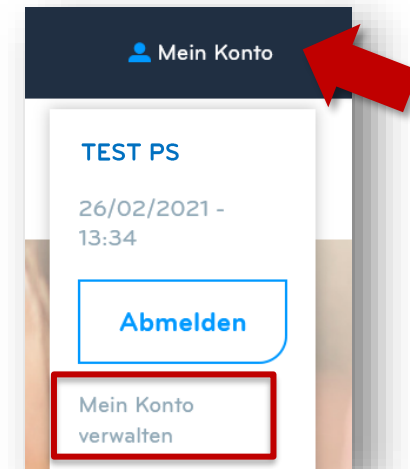 Mein Konto
TEST PS
26/02/2021 -
13:34
Abmelden
Mein Konto
verwalten